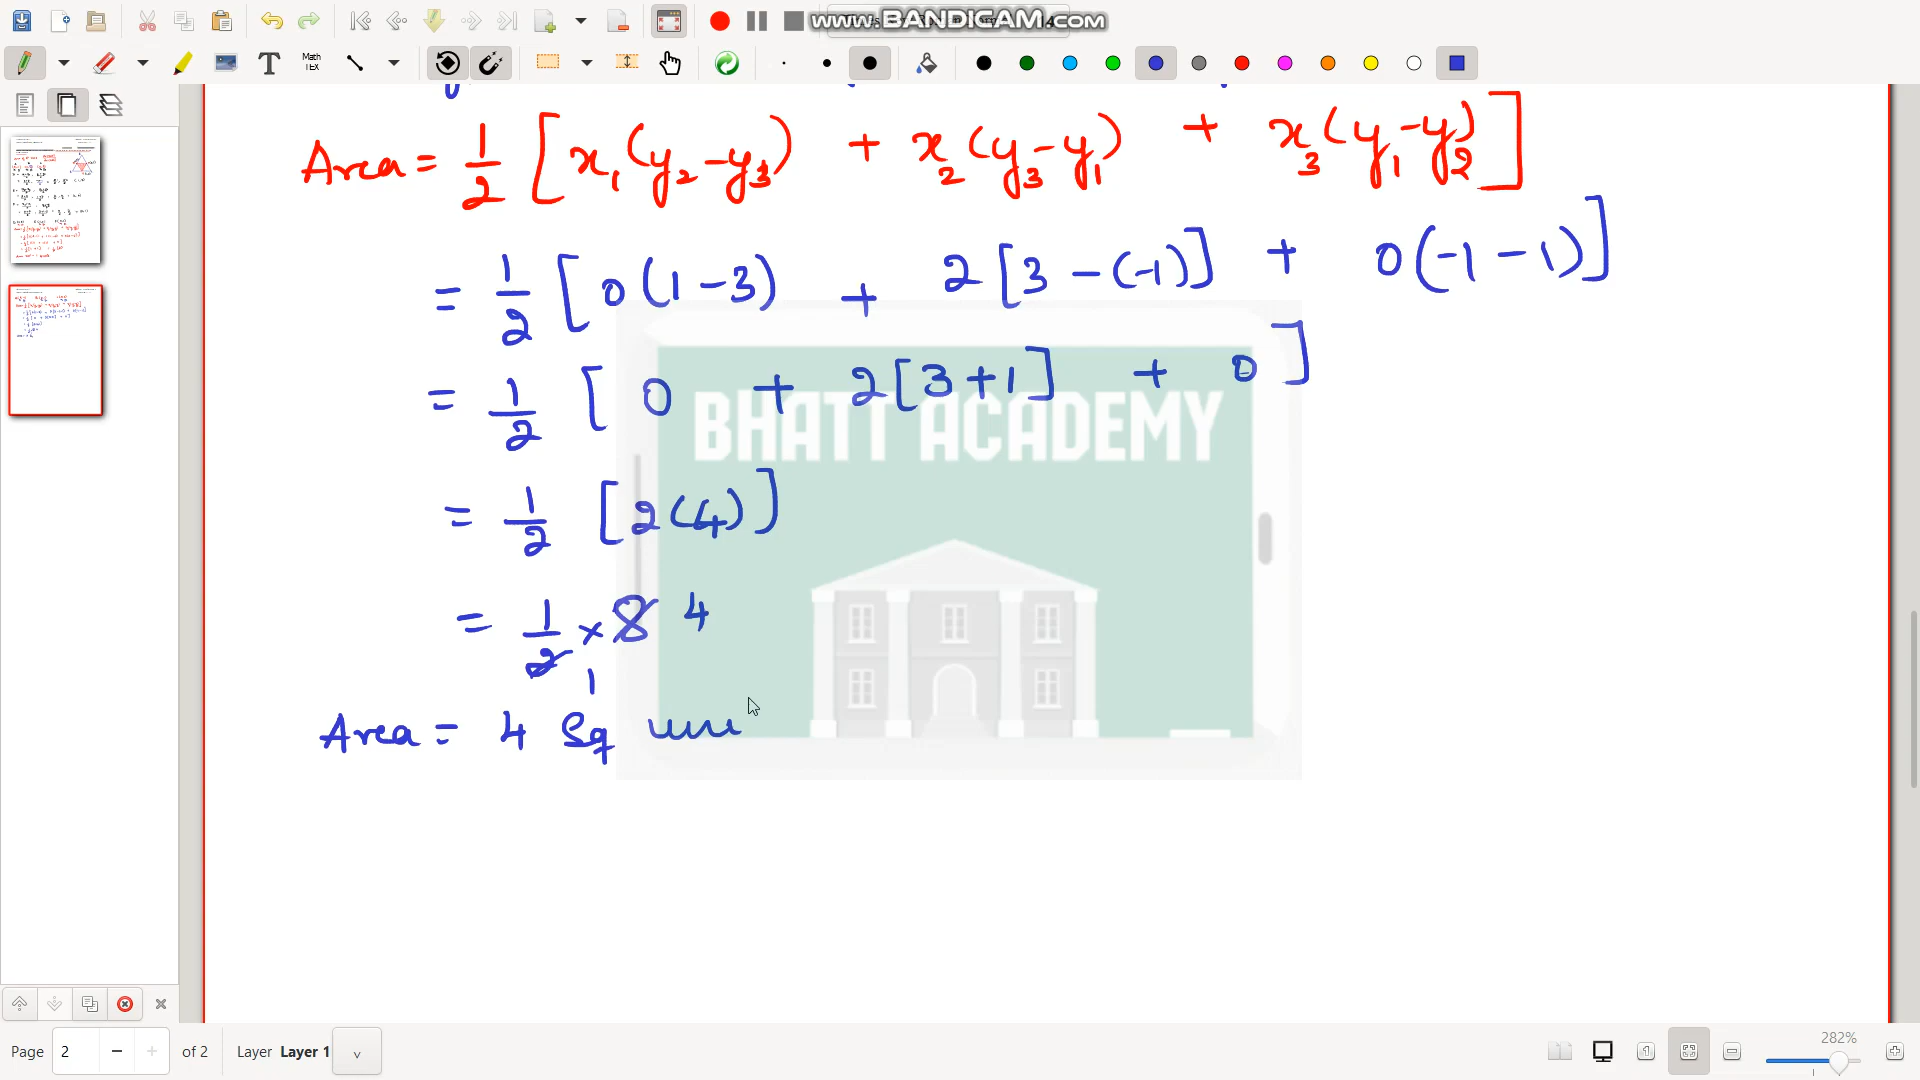 www.BANDICAM.com
Math
TEX
Area = 1/2 [x₁(y₂-y₃) + x₂(y₃-y₁) + x₃(y₁-y₂)]
= 1/2 [0(1-3) + 2[3-(-1)] + 0(-1-1)]
= 1/2 [0 + 2[3+1] + 0]
BHATT ACADEMY
= 1/2 [2(4)]
= 1/2 × 8 4
1
Area = 4 Sq
Page 2 of 2 Layer Layer 1
282%